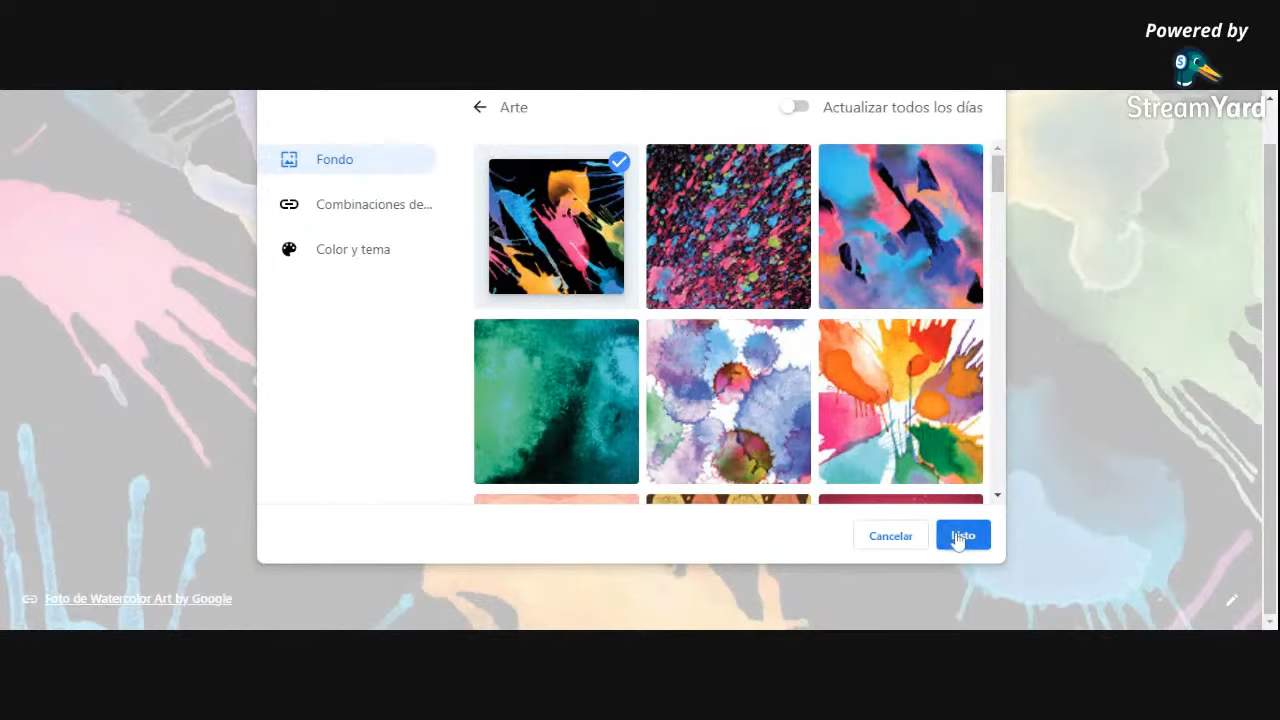 Powered by
StreamYard
Arte
Actualizar todos los días
Fondo
Combinaciones de...
Color y tema
Cancelar
Listo
Foto de Watercolor Art by Google